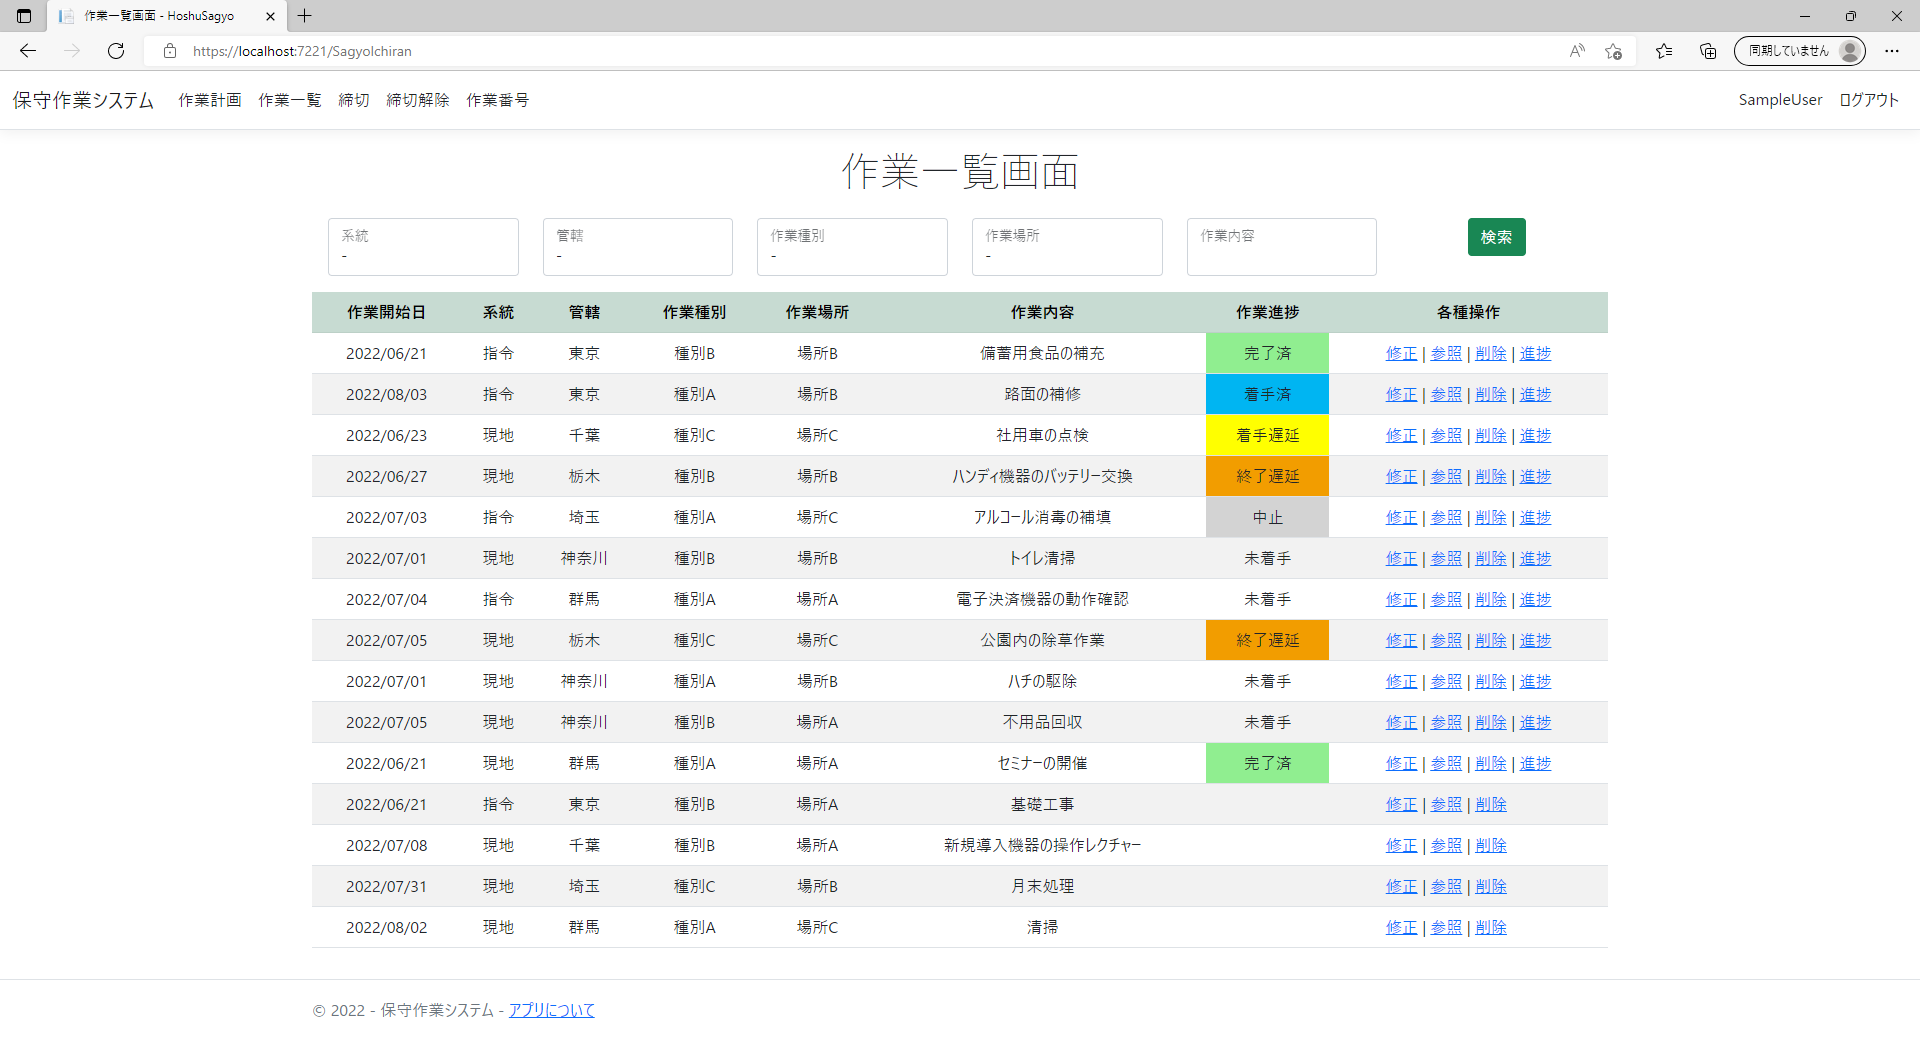 作業一覧画面 - HoshuSagyo
https://localhost:7221/SagyoIchiran
同期していません
保守作業システム 作業計画 作業一覧 締切 締切解除 作業番号 SampleUser ログアウト
作業一覧画面
系統 管轄 作業種別 作業場所 作業内容 検索
- - - -
作業開始日 系統 管轄 作業種別 作業場所 作業内容 作業進捗 各種操作
2022/06/21 指令 東京 種別B 場所B 備蓄用食品の補充 完了済 修正 | 参照 | 削除 | 進捗
2022/08/03 指令 東京 種別A 場所B 路面の補修 着手済 修正 | 参照 | 削除 | 進捗
2022/06/23 現地 千葉 種別C 場所C 社用車の点検 着手遅延 修正 | 参照 | 削除 | 進捗
2022/06/27 現地 栃木 種別B 場所B ハンディ機器のバッテリー交換 終了遅延 修正 | 参照 | 削除 | 進捗
2022/07/03 指令 埼玉 種別A 場所C アルコール消毒の補填 中止 修正 | 参照 | 削除 | 進捗
2022/07/01 現地 神奈川 種別B 場所B トイレ清掃 未着手 修正 | 参照 | 削除 | 進捗
2022/07/04 指令 群馬 種別A 場所A 電子決済機器の動作確認 未着手 修正 | 参照 | 削除 | 進捗
2022/07/05 現地 栃木 種別C 場所C 公園内の除草作業 終了遅延 修正 | 参照 | 削除 | 進捗
2022/07/01 現地 神奈川 種別A 場所B ハチの駆除 未着手 修正 | 参照 | 削除 | 進捗
2022/07/05 現地 神奈川 種別B 場所A 不用品回収 未着手 修正 | 参照 | 削除 | 進捗
2022/06/21 現地 群馬 種別A 場所A セミナーの開催 完了済 修正 | 参照 | 削除 | 進捗
2022/06/21 指令 東京 種別B 場所A 基礎工事 修正 | 参照 | 削除
2022/07/08 現地 千葉 種別B 場所A 新規導入機器の操作レクチャー 修正 | 参照 | 削除
2022/07/31 現地 埼玉 種別C 場所B 月末処理 修正 | 参照 | 削除
2022/08/02 現地 群馬 種別A 場所C 清掃 修正 | 参照 | 削除
© 2022 - 保守作業システム - アプリについて